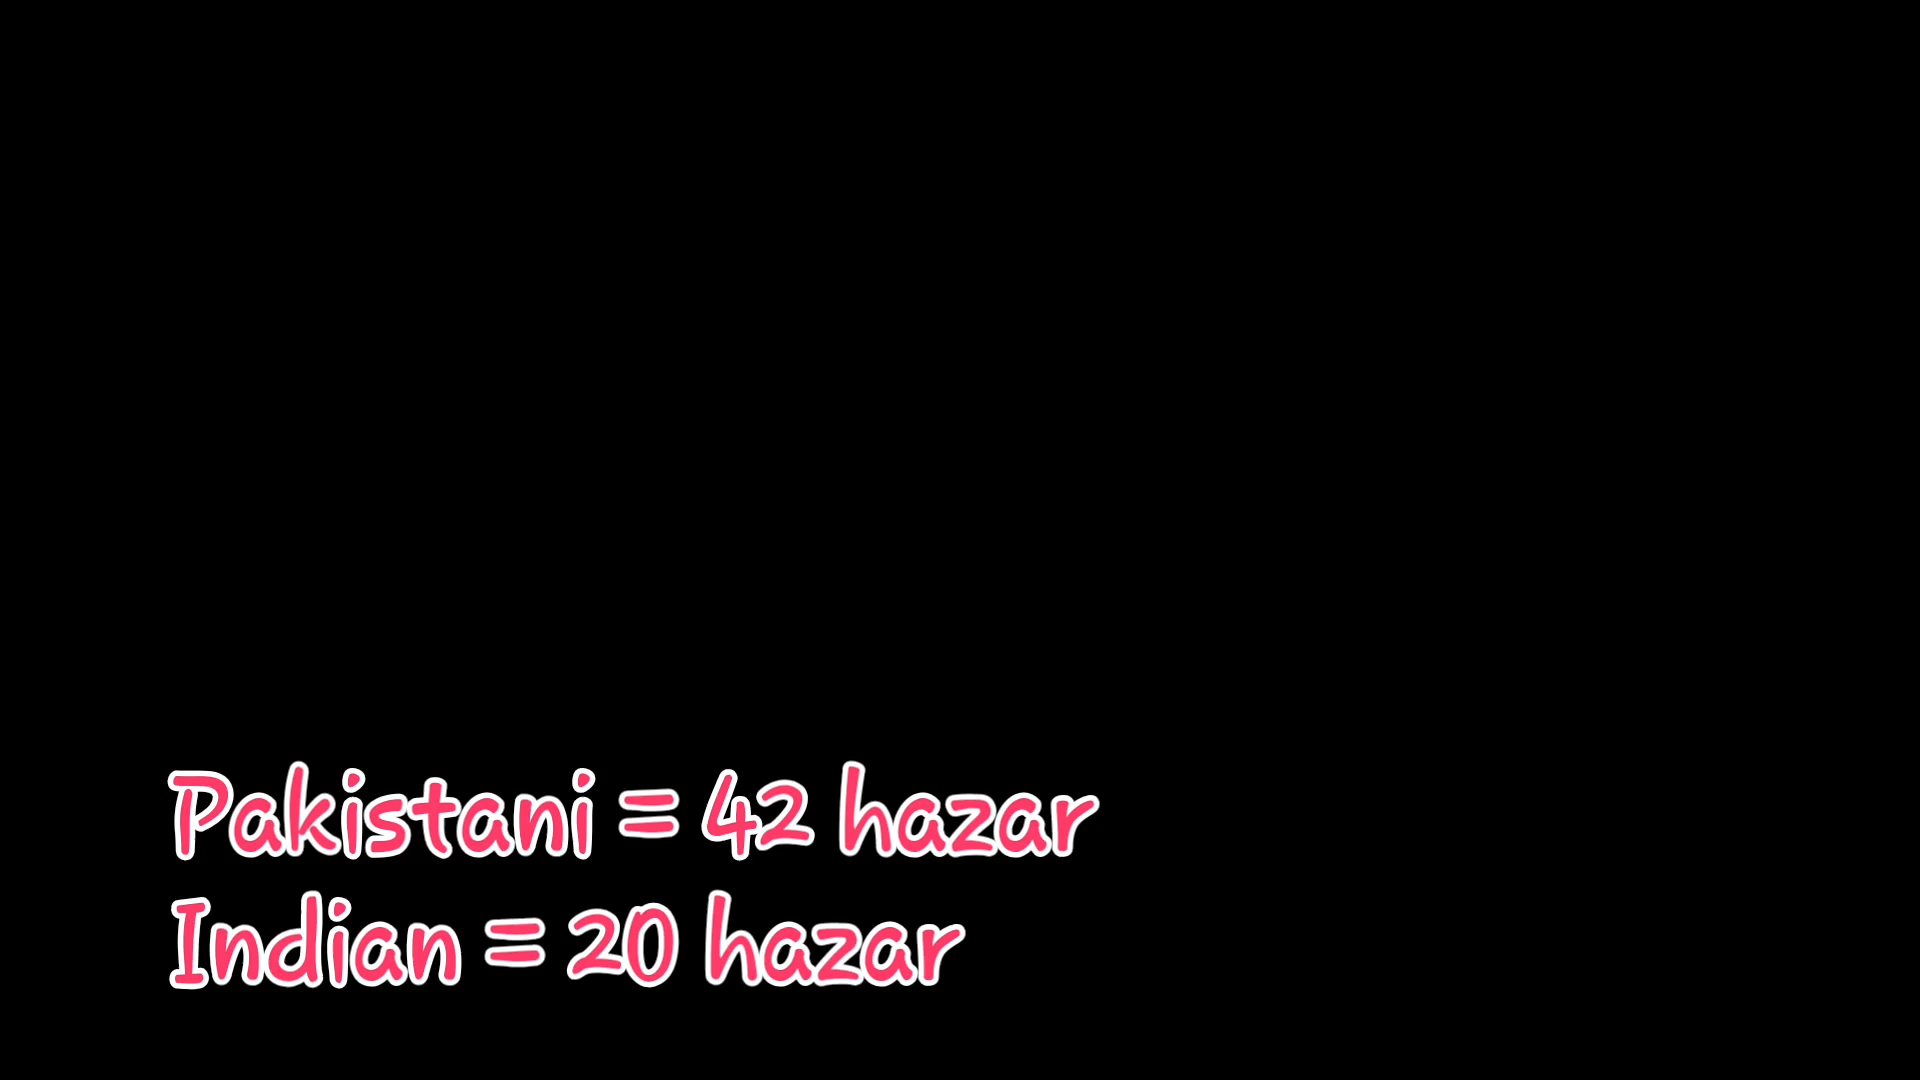 Pakistani = 42 hazar
Indian = 20 hazar